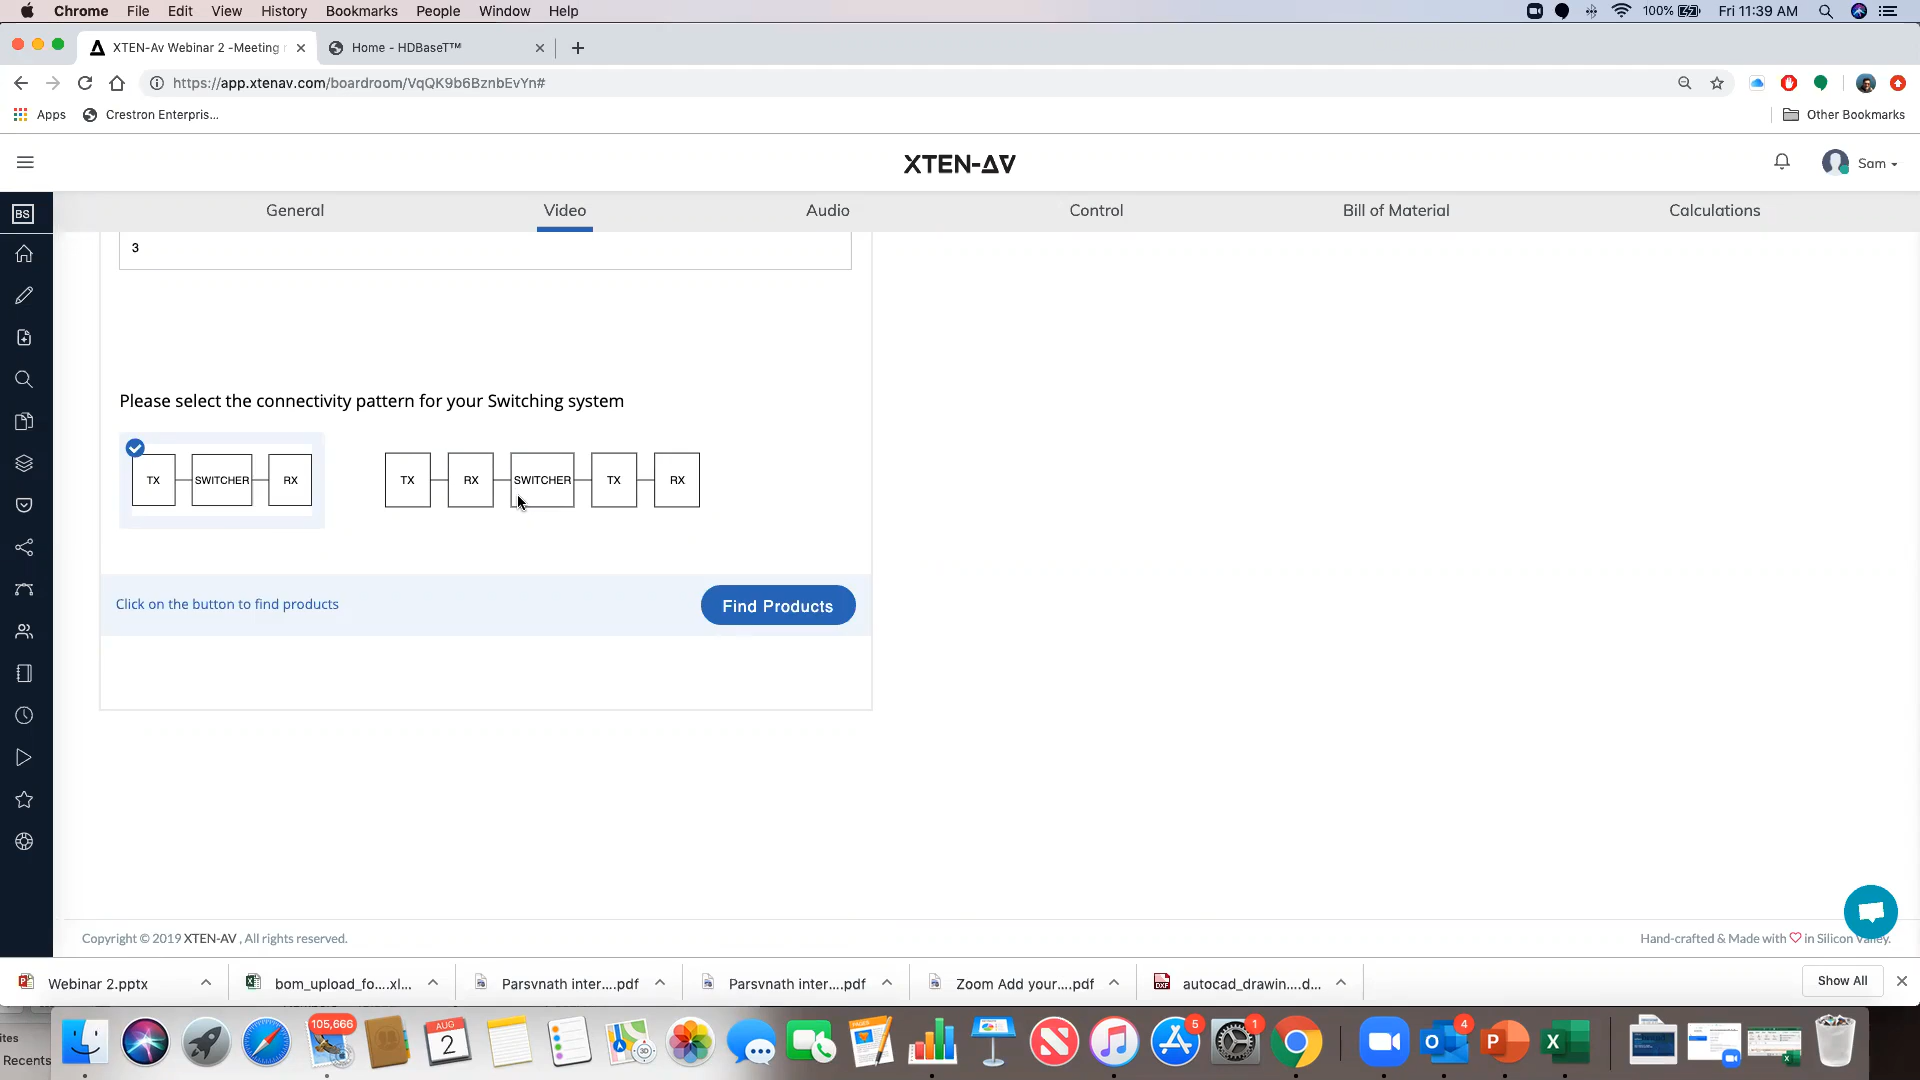 Chrome File Edit View History Bookmarks People Window Help 100% Fri 11:39 AM
XTEN-Av Webinar 2 -Meeting Home - HDBaseT™
https://app.xtenav.com/boardroom/VqQK9b6BznbEvYn#
Apps Crestron Enterpris... Other Bookmarks
XTEN-AV Sam
BS General Video Audio Control Bill of Material Calculations
3
Please select the connectivity pattern for your Switching system
TX SWITCHER RX TX RX SWITCHER TX RX
Click on the button to find products Find Products
Copyright © 2019 XTEN-AV , All rights reserved. Hand-crafted & Made with in Silicon Valley.
Webinar 2.pptx bom_upload_fo....xl... Parsvnath inter....pdf Parsvnath inter....pdf Zoom Add your....pdf autocad_drawin....d... Show All
105,666 AUG 2 5 1 4
ites
Recents